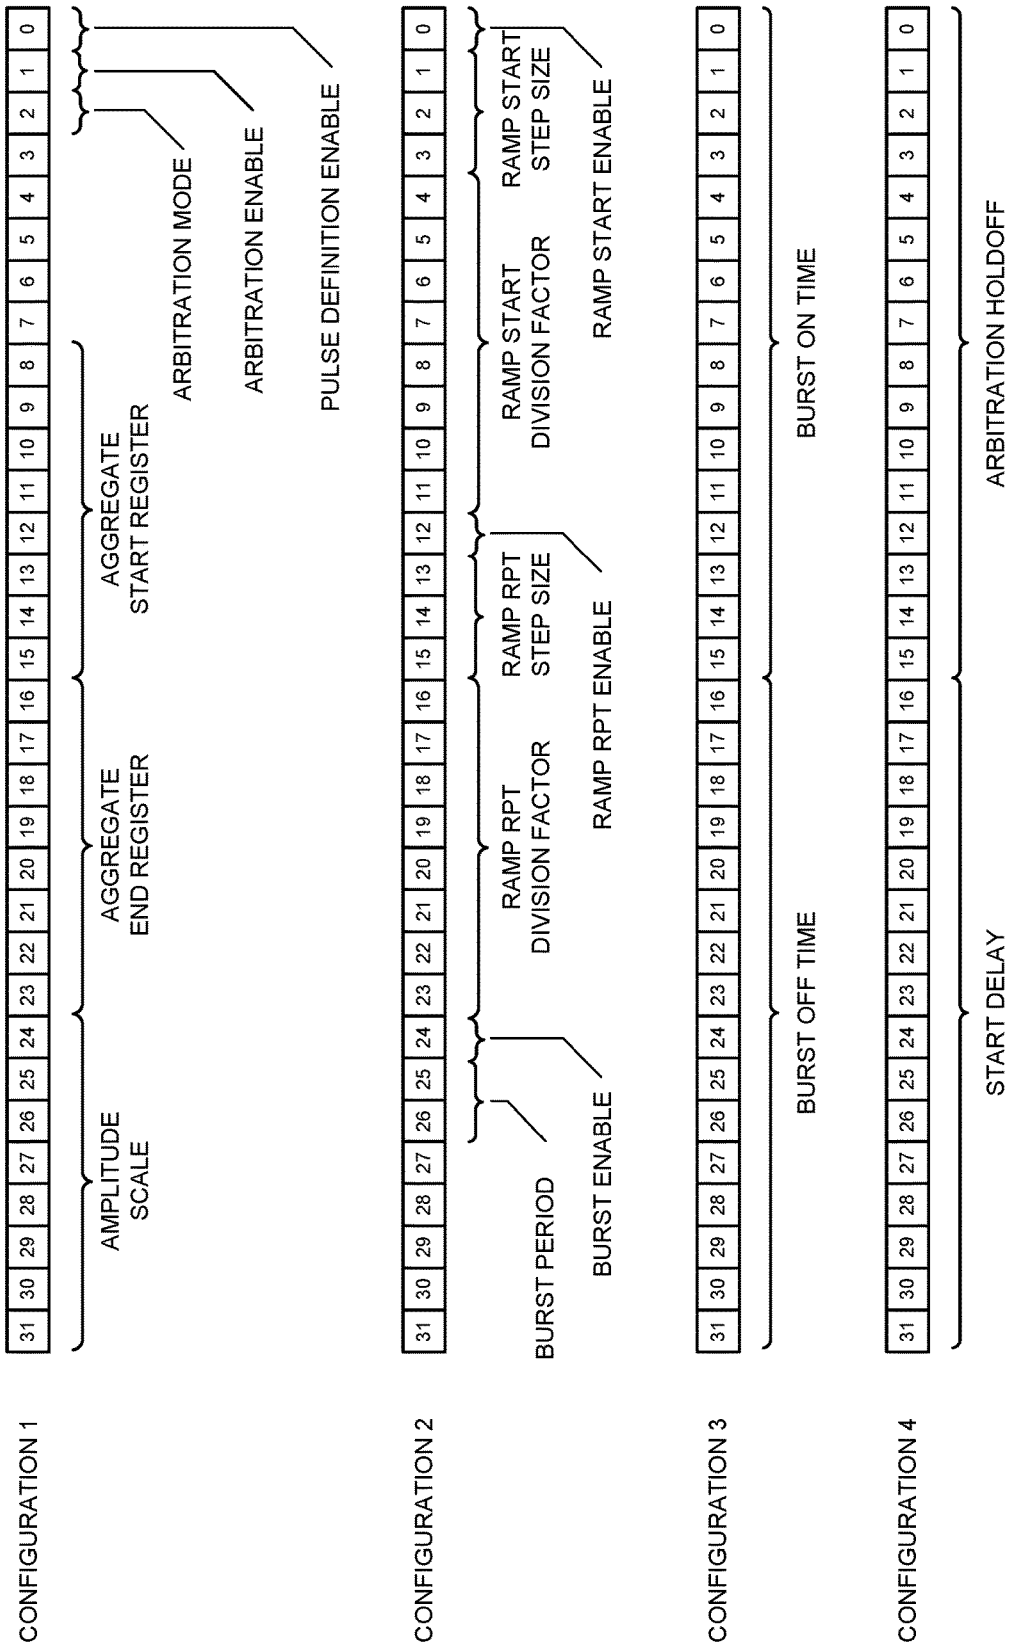 CONFIGURATION 1
31 30 29 28 27 26 25 24 23 22 21 20 19 18 17 16 15 14 13 12 11 10 9 8 7 6 5 4 3 2 1 0
AMPLITUDE
SCALE
AGGREGATE
END REGISTER
AGGREGATE
START REGISTER
ARBITRATION MODE
ARBITRATION ENABLE
PULSE DEFINITION ENABLE
CONFIGURATION 2
31 30 29 28 27 26 25 24 23 22 21 20 19 18 17 16 15 14 13 12 11 10 9 8 7 6 5 4 3 2 1 0
BURST PERIOD
BURST ENABLE
RAMP RPT
DIVISION FACTOR
RAMP RPT
STEP SIZE
RAMP RPT ENABLE
RAMP START
DIVISION FACTOR
RAMP START
STEP SIZE
RAMP START ENABLE
CONFIGURATION 3
31 30 29 28 27 26 25 24 23 22 21 20 19 18 17 16 15 14 13 12 11 10 9 8 7 6 5 4 3 2 1 0
BURST OFF TIME
BURST ON TIME
CONFIGURATION 4
31 30 29 28 27 26 25 24 23 22 21 20 19 18 17 16 15 14 13 12 11 10 9 8 7 6 5 4 3 2 1 0
START DELAY
ARBITRATION HOLDOFF